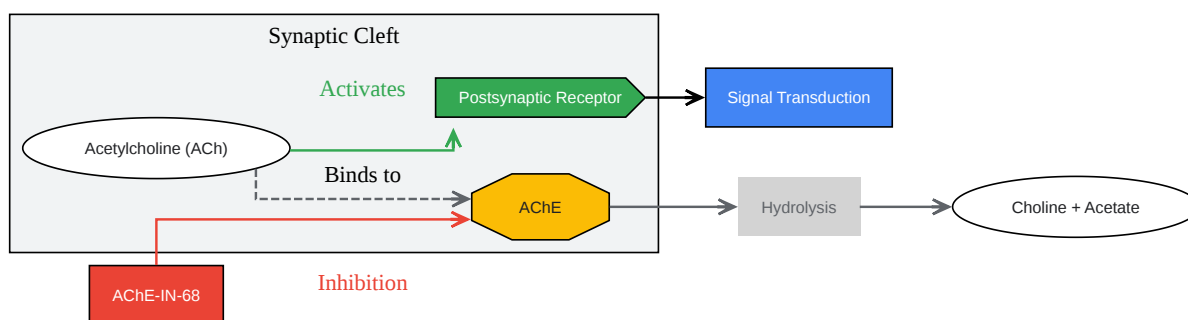 Synaptic Cleft
Activates
Postsynaptic Receptor
Signal Transduction
Acetylcholine (ACh)
Binds to
AChE
Hydrolysis
Choline + Acetate
Inhibition
AChE-IN-68